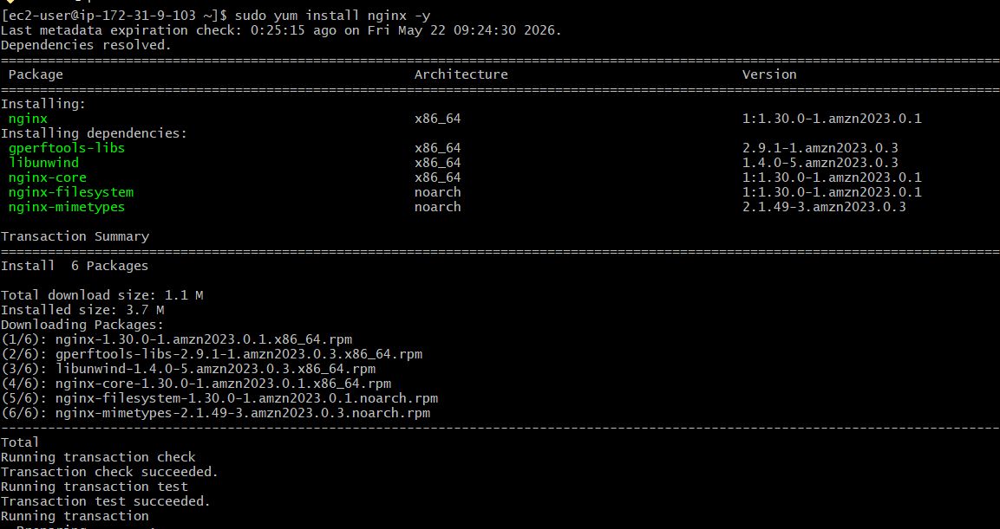 [ec2-user@ip-172-31-9-103 ~]$ sudo yum install nginx -y
Last metadata expiration check: 0:25:15 ago on Fri May 22 09:24:30 2026.
Dependencies resolved.
Package Architecture Version
Installing:
nginx x86_64 1:1.30.0-1.amzn2023.0.1
Installing dependencies:
gperftools-libs x86_64 2.9.1-1.amzn2023.0.3
libunwind x86_64 1.4.0-5.amzn2023.0.3
nginx-core x86_64 1:1.30.0-1.amzn2023.0.1
nginx-filesystem noarch 1:1.30.0-1.amzn2023.0.1
nginx-mimetypes noarch 2.1.49-3.amzn2023.0.3
Transaction Summary
Install  6 Packages
Total download size: 1.1 M
Installed size: 3.7 M
Downloading Packages:
(1/6): nginx-1.30.0-1.amzn2023.0.1.x86_64.rpm
(2/6): gperftools-libs-2.9.1-1.amzn2023.0.3.x86_64.rpm
(3/6): libunwind-1.4.0-5.amzn2023.0.3.x86_64.rpm
(4/6): nginx-core-1.30.0-1.amzn2023.0.1.x86_64.rpm
(5/6): nginx-filesystem-1.30.0-1.amzn2023.0.1.noarch.rpm
(6/6): nginx-mimetypes-2.1.49-3.amzn2023.0.3.noarch.rpm
Total
Running transaction check
Transaction check succeeded.
Running transaction test
Transaction test succeeded.
Running transaction